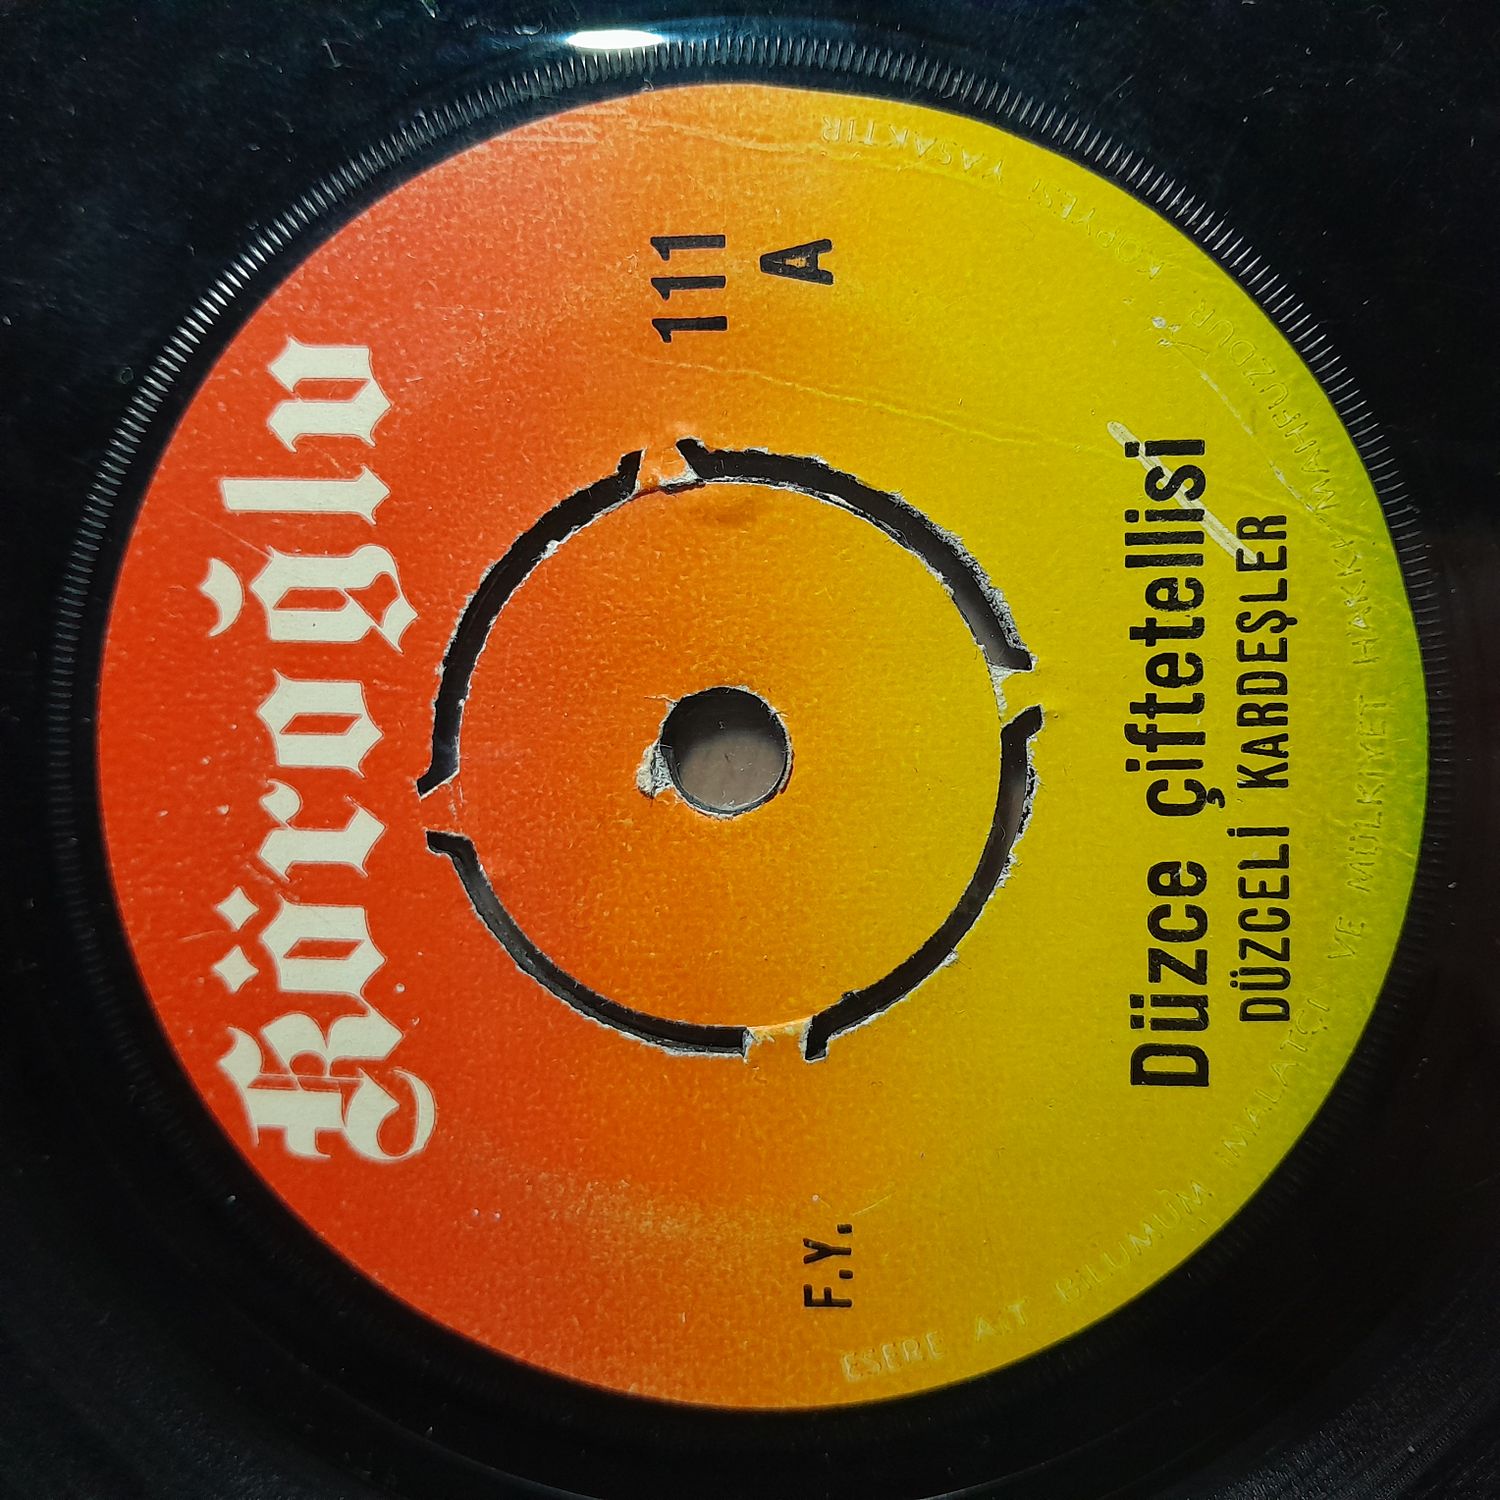 Köroğlu
F.Y.
111
A
Düzce çiftetellisi
DÜZCELİ KARDEŞLER
ESERE AİT BİLUMUM İMALATÇI VE MÜLKİYET HAKKI MAHFUZDUR KOPYESİ YASAKTIR